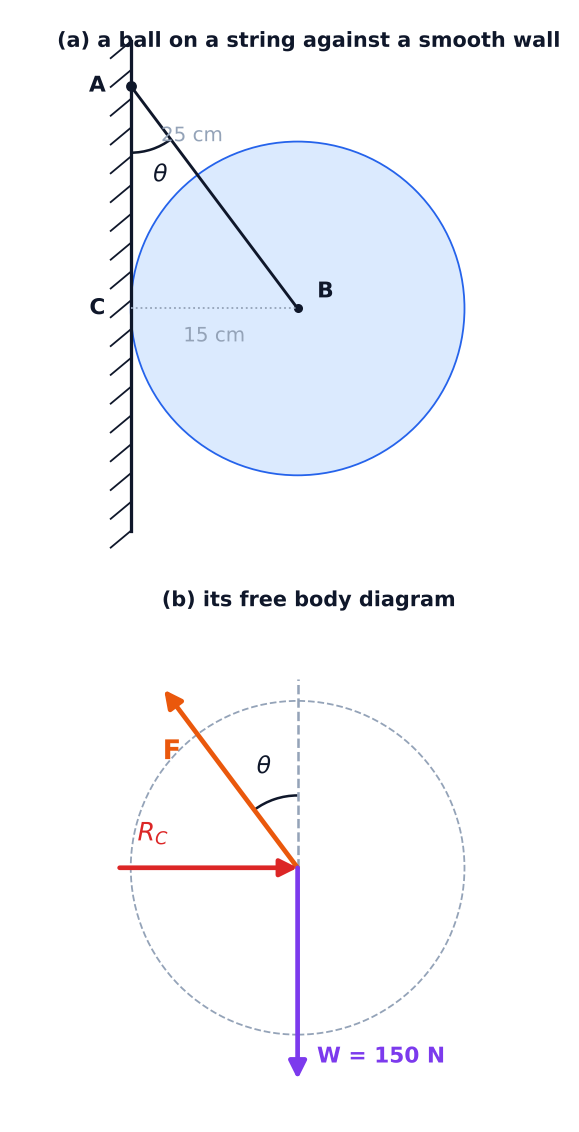 (a) a ball on a string against a smooth wall
A
25 cm
θ
B
C
15 cm
(b) its free body diagram
F
θ
R_C
W = 150 N